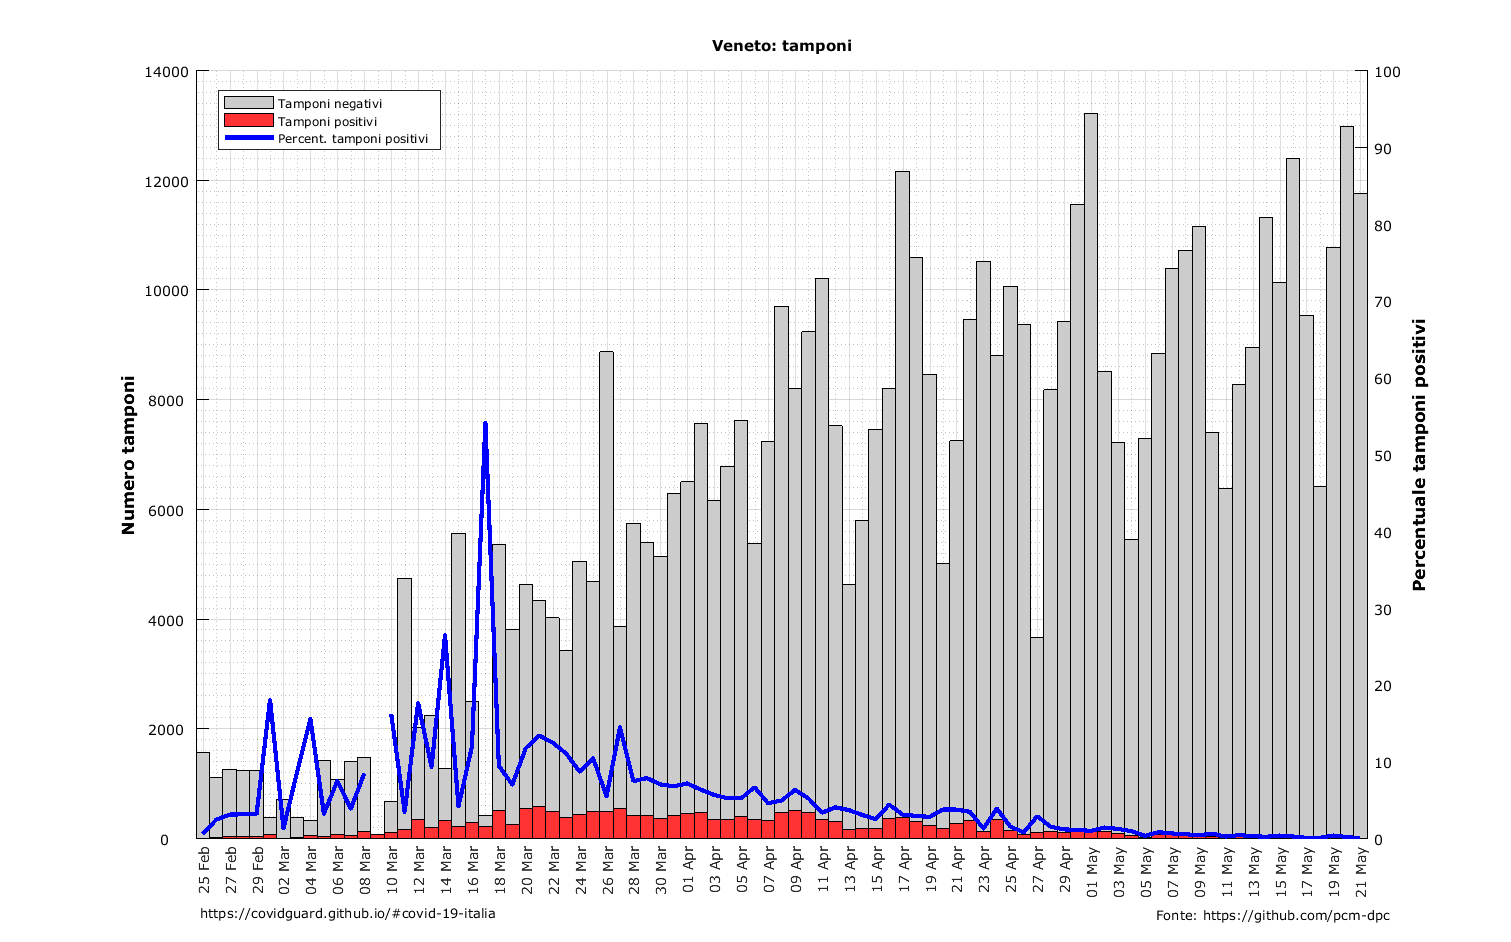 Veneto: tamponi
Tamponi negativi
Tamponi positivi
Percent. tamponi positivi
Numero tamponi
14000
12000
10000
8000
6000
4000
2000
0
100
90
80
70
60
50
40
30
20
10
0
Percentuale tamponi positivi
25 Feb
27 Feb
29 Feb
02 Mar
04 Mar
06 Mar
08 Mar
10 Mar
12 Mar
14 Mar
16 Mar
18 Mar
20 Mar
22 Mar
24 Mar
26 Mar
28 Mar
30 Mar
01 Apr
03 Apr
05 Apr
07 Apr
09 Apr
11 Apr
13 Apr
15 Apr
17 Apr
19 Apr
21 Apr
23 Apr
25 Apr
27 Apr
29 Apr
01 May
03 May
05 May
07 May
09 May
11 May
13 May
15 May
17 May
19 May
21 May
https://covidguard.github.io/#covid-19-italia
Fonte: https://github.com/pcm-dpc